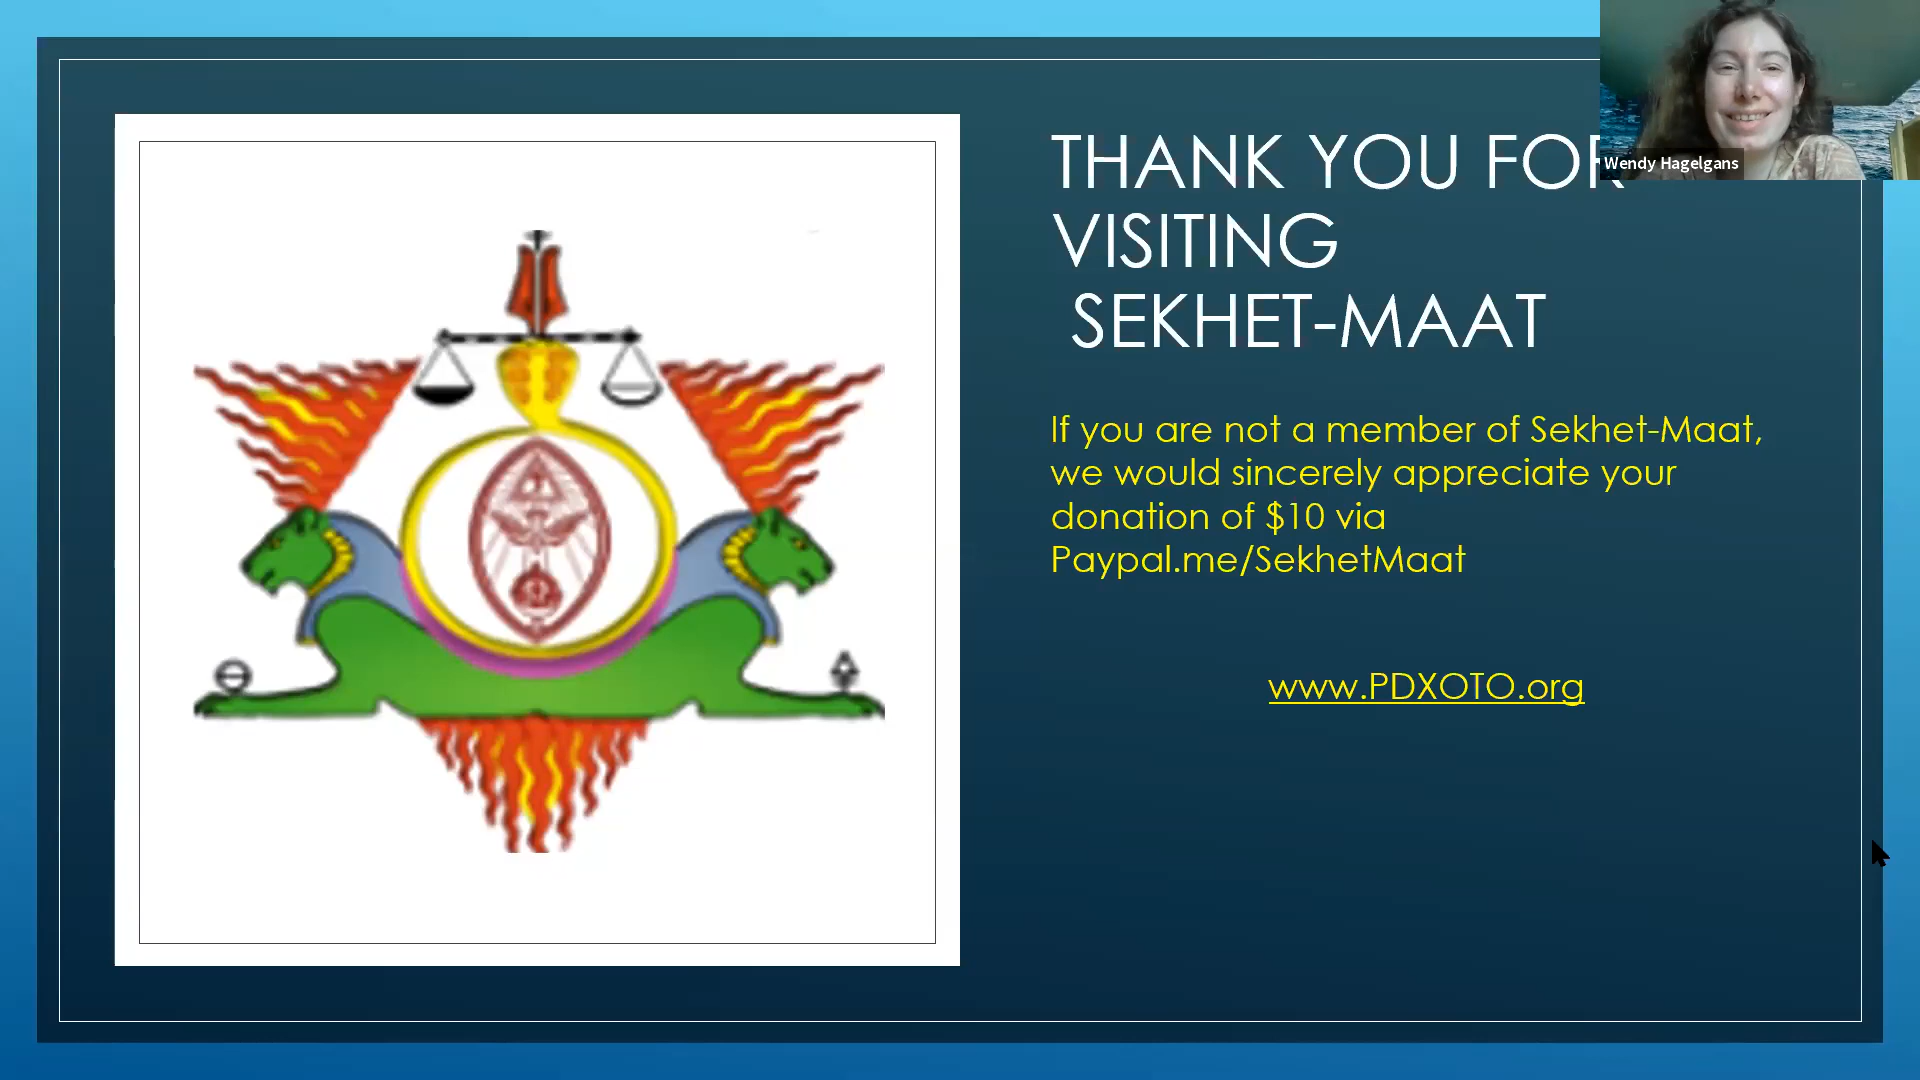 THANK YOU FOR
VISITING
SEKHET-MAAT
Wendy Hagelgans
If you are not a member of Sekhet-Maat,
we would sincerely appreciate your
donation of $10 via
Paypal.me/SekhetMaat
www.PDXOTO.org